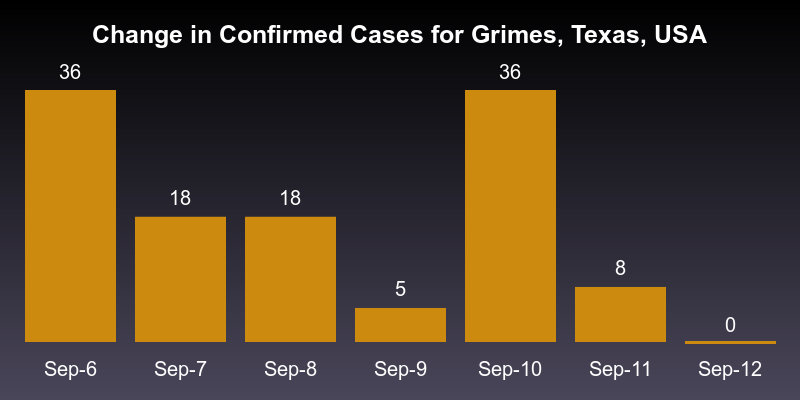 Change in Confirmed Cases for Grimes, Texas, USA
36
18
18
5
36
8
0
Sep-6
Sep-7
Sep-8
Sep-9
Sep-10
Sep-11
Sep-12